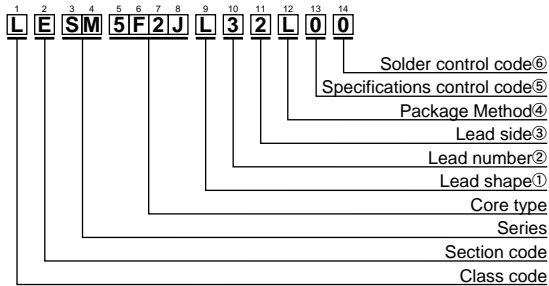 1 2 3 4 5 6 7 8 9 10 11 12 13 14
L E S M 5 F 2 J L 3 2 L 0 0
Solder control code⑥
Specifications control code⑤
Package Method④
Lead side③
Lead number②
Lead shape①
Core type
Series
Section code
Class code